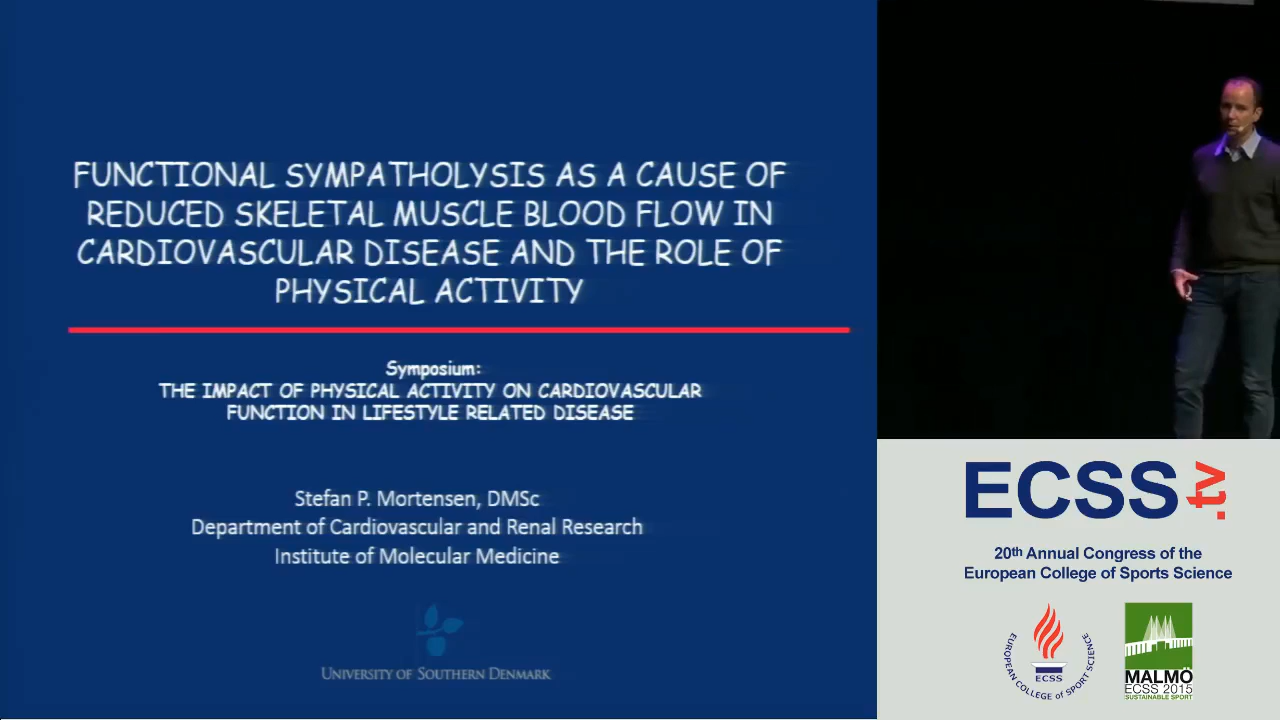 FUNCTIONAL SYMPATHOLYSIS AS A CAUSE OF
REDUCED SKELETAL MUSCLE BLOOD FLOW IN
CARDIOVASCULAR DISEASE AND THE ROLE OF
PHYSICAL ACTIVITY
Symposium:
THE IMPACT OF PHYSICAL ACTIVITY ON CARDIOVASCULAR
FUNCTION IN LIFESTYLE RELATED DISEASE
Stefan P. Mortensen, DMSc
Department of Cardiovascular and Renal Research
Institute of Molecular Medicine
UNIVERSITY OF SOUTHERN DENMARK
ECSS.tv
20th Annual Congress of the
European College of Sports Science
EUROPEAN COLLEGE OF SPORT SCIENCE
ECSS
MALMÖ
ECSS 2015
SUSTAINABLE SPORT